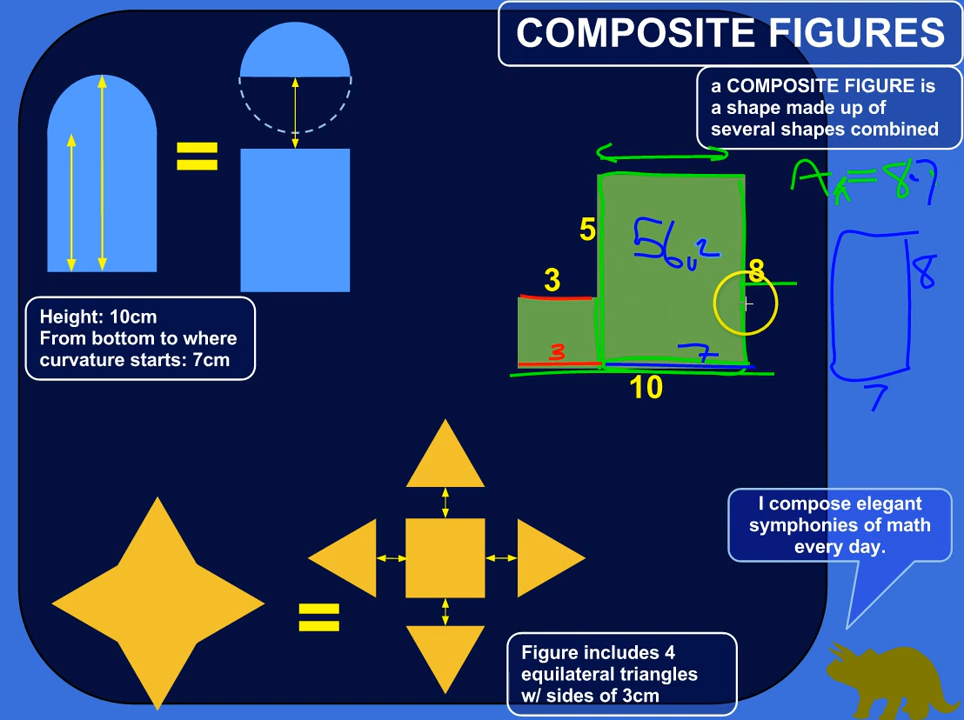 COMPOSITE FIGURES
a COMPOSITE FIGURE is
a shape made up of
several shapes combined
=
5
3
8
3
7
10
56u²
A = 8·7
8
7
Height: 10cm
From bottom to where
curvature starts: 7cm
=
Figure includes 4
equilateral triangles
w/ sides of 3cm
I compose elegant
symphonies of math
every day.